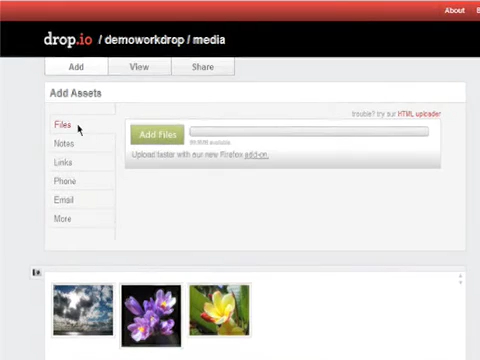 About
drop.io / demoworkdrop / media
Add View Share
Add Assets
trouble? try our HTML uploader
Files
Add Files
Notes
Upload faster with our new Firefox add-on.
Links
Phone
Email
More